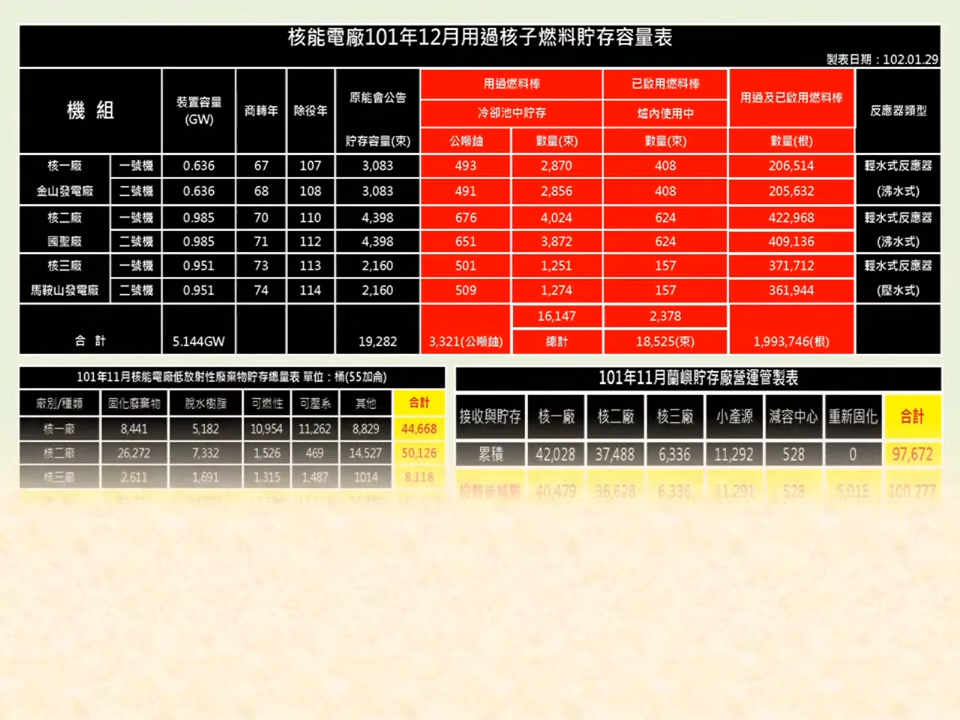 核能電廠101年12月用過核子燃料貯存容量表
製表日期：102.01.29
機 組 裝置容量(GW) 商轉年 除役年 原能會公告 貯存容量(束) 用過燃料棒 冷卻池中貯存 公噸鈾 數量(束) 已啟用燃料棒 爐內使用中 數量(束) 用過及已啟用燃料棒 數量(根) 反應器類型
核一廠 一號機 0.636 67 107 3,083 493 2,870 408 206,514 輕水式反應器
金山發電廠 二號機 0.636 68 108 3,083 491 2,856 408 205,632 (沸水式)
核二廠 一號機 0.985 70 110 4,398 676 4,024 624 422,968 輕水式反應器
國聖廠 二號機 0.985 71 112 4,398 651 3,872 624 409,136 (沸水式)
核三廠 一號機 0.951 73 113 2,160 501 1,251 157 371,712 輕水式反應器
馬鞍山發電廠 二號機 0.951 74 114 2,160 509 1,274 157 361,944 (壓水式)
16,147 2,378
合 計 5.144GW 19,282 3,321(公噸鈾) 總計 18,525(束) 1,993,746(根)
101年11月核能電廠低放射性廢棄物貯存總量表 單位：桶(55加侖)
廠別/種類 固化廢棄物 脫水樹脂 可燃性 可壓系 其他 合計
核一廠 8,441 5,182 10,954 11,262 8,829 44,668
核二廠 26,272 7,332 1,526 469 14,527 50,126
核三廠 2,611 1,691 1,315 1,487 1014 8,118
101年11月蘭嶼貯存廠營運管製表
接收與貯存 核一廠 核二廠 核三廠 小產源 減容中心 重新固化 合計
累積 42,028 37,488 6,336 11,292 528 0 97,672
40,479 36,628 6,336 11,291 528 5,015 100,277